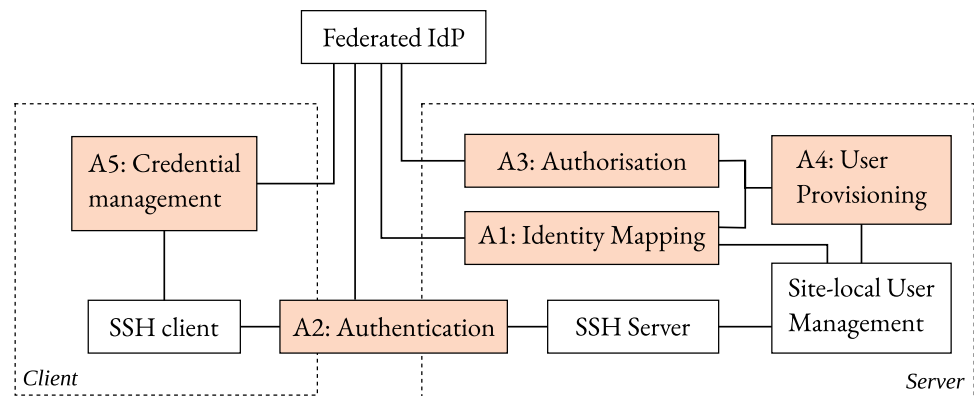 Federated IdP
A5: Credential
management
A3: Authorisation
A4: User
Provisioning
A1: Identity Mapping
SSH client
A2: Authentication
SSH Server
Site-local User
Management
Client
Server